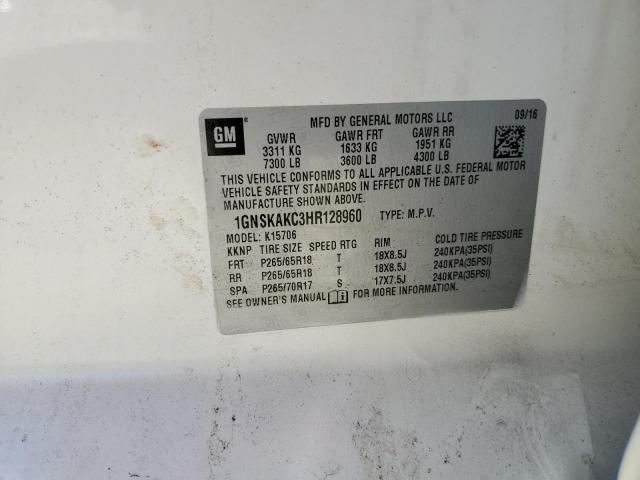 GM
MFD BY GENERAL MOTORS LLC 09/16
GVWR GAWR FRT GAWR RR
3311 KG 1633 KG 1951 KG
7300 LB 3600 LB 4300 LB
THIS VEHICLE CONFORMS TO ALL APPLICABLE U.S. FEDERAL MOTOR
VEHICLE SAFETY STANDARDS IN EFFECT ON THE DATE OF
MANUFACTURE SHOWN ABOVE.
1GNSKAKC3HR128960 TYPE: M.P.V.
MODEL: K15706
KKNP TIRE SIZE SPEED RTG RIM COLD TIRE PRESSURE
FRT P265/65R18 T 18X8.5J 240KPA(35PSI)
RR P265/65R18 T 18X8.5J 240KPA(35PSI)
SPA P265/70R17 S 17X7.5J 240KPA(35PSI)
SEE OWNER'S MANUAL FOR ADDITIONAL INFORMATION.